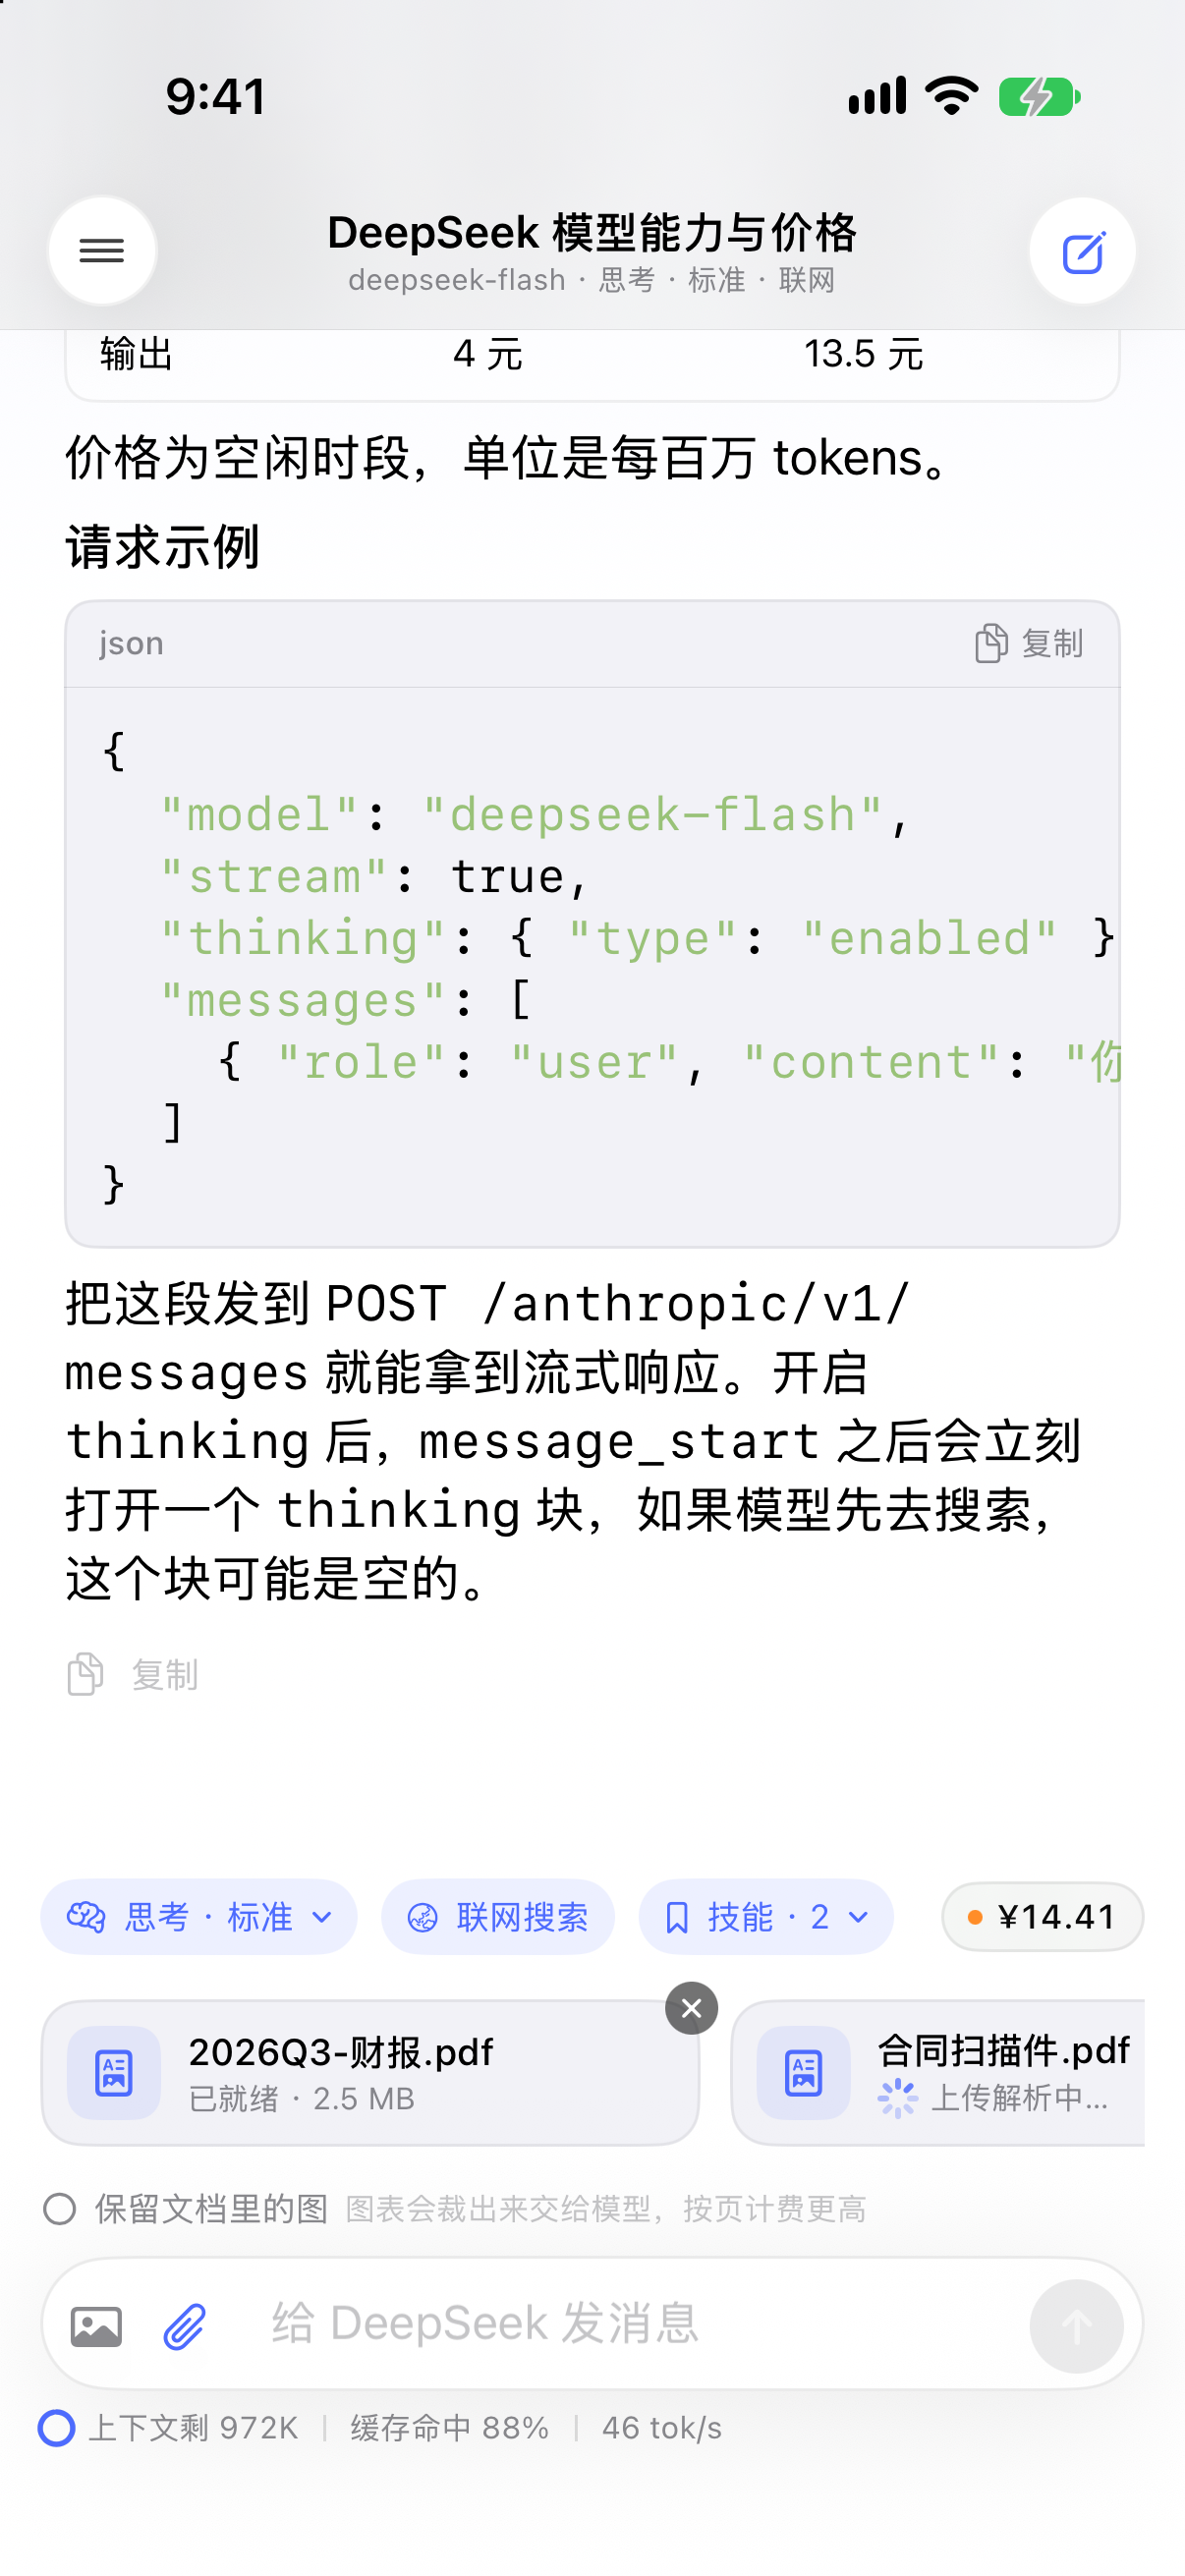 9:41
DeepSeek 模型能力与价格
deepseek-flash · 思考 · 标准 · 联网
输出 4 元 13.5 元
价格为空闲时段，单位是每百万 tokens。
请求示例
json 复制
{
  "model": "deepseek-flash",
  "stream": true,
  "thinking": { "type": "enabled" }
  "messages": [
    { "role": "user", "content": "你
  ]
}
把这段发到 POST /anthropic/v1/
messages 就能拿到流式响应。开启
thinking 后，message_start 之后会立刻
打开一个 thinking 块，如果模型先去搜索，
这个块可能是空的。
复制
思考 · 标准 联网搜索 技能 · 2 ¥14.41
2026Q3-财报.pdf
已就绪 · 2.5 MB
合同扫描件.pdf
上传解析中...
保留文档里的图 图表会裁出来交给模型，按页计费更高
给 DeepSeek 发消息
上下文剩 972K | 缓存命中 88% | 46 tok/s